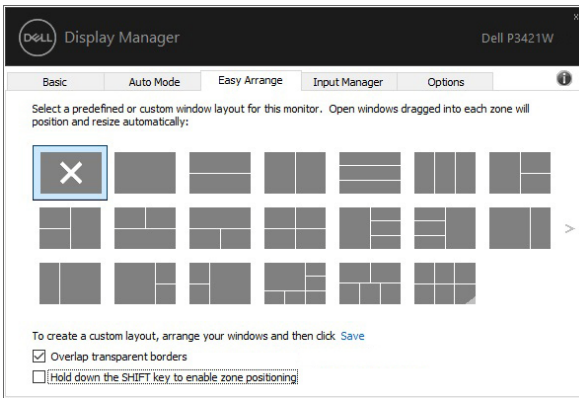 DELL Display Manager Dell P3421W
Basic Auto Mode Easy Arrange Input Manager Options
Select a predefined or custom window layout for this monitor. Open windows dragged into each zone will
position and resize automatically:
To create a custom layout, arrange your windows and then click Save
Overlap transparent borders
Hold down the SHIFT key to enable zone positioning